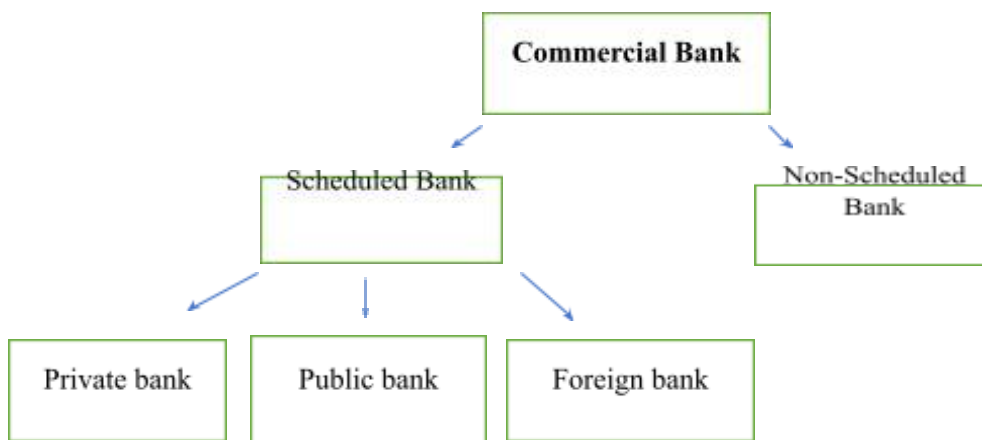 Commercial Bank
Scheduled Bank
Non-Scheduled
Bank
Private bank
Public bank
Foreign bank